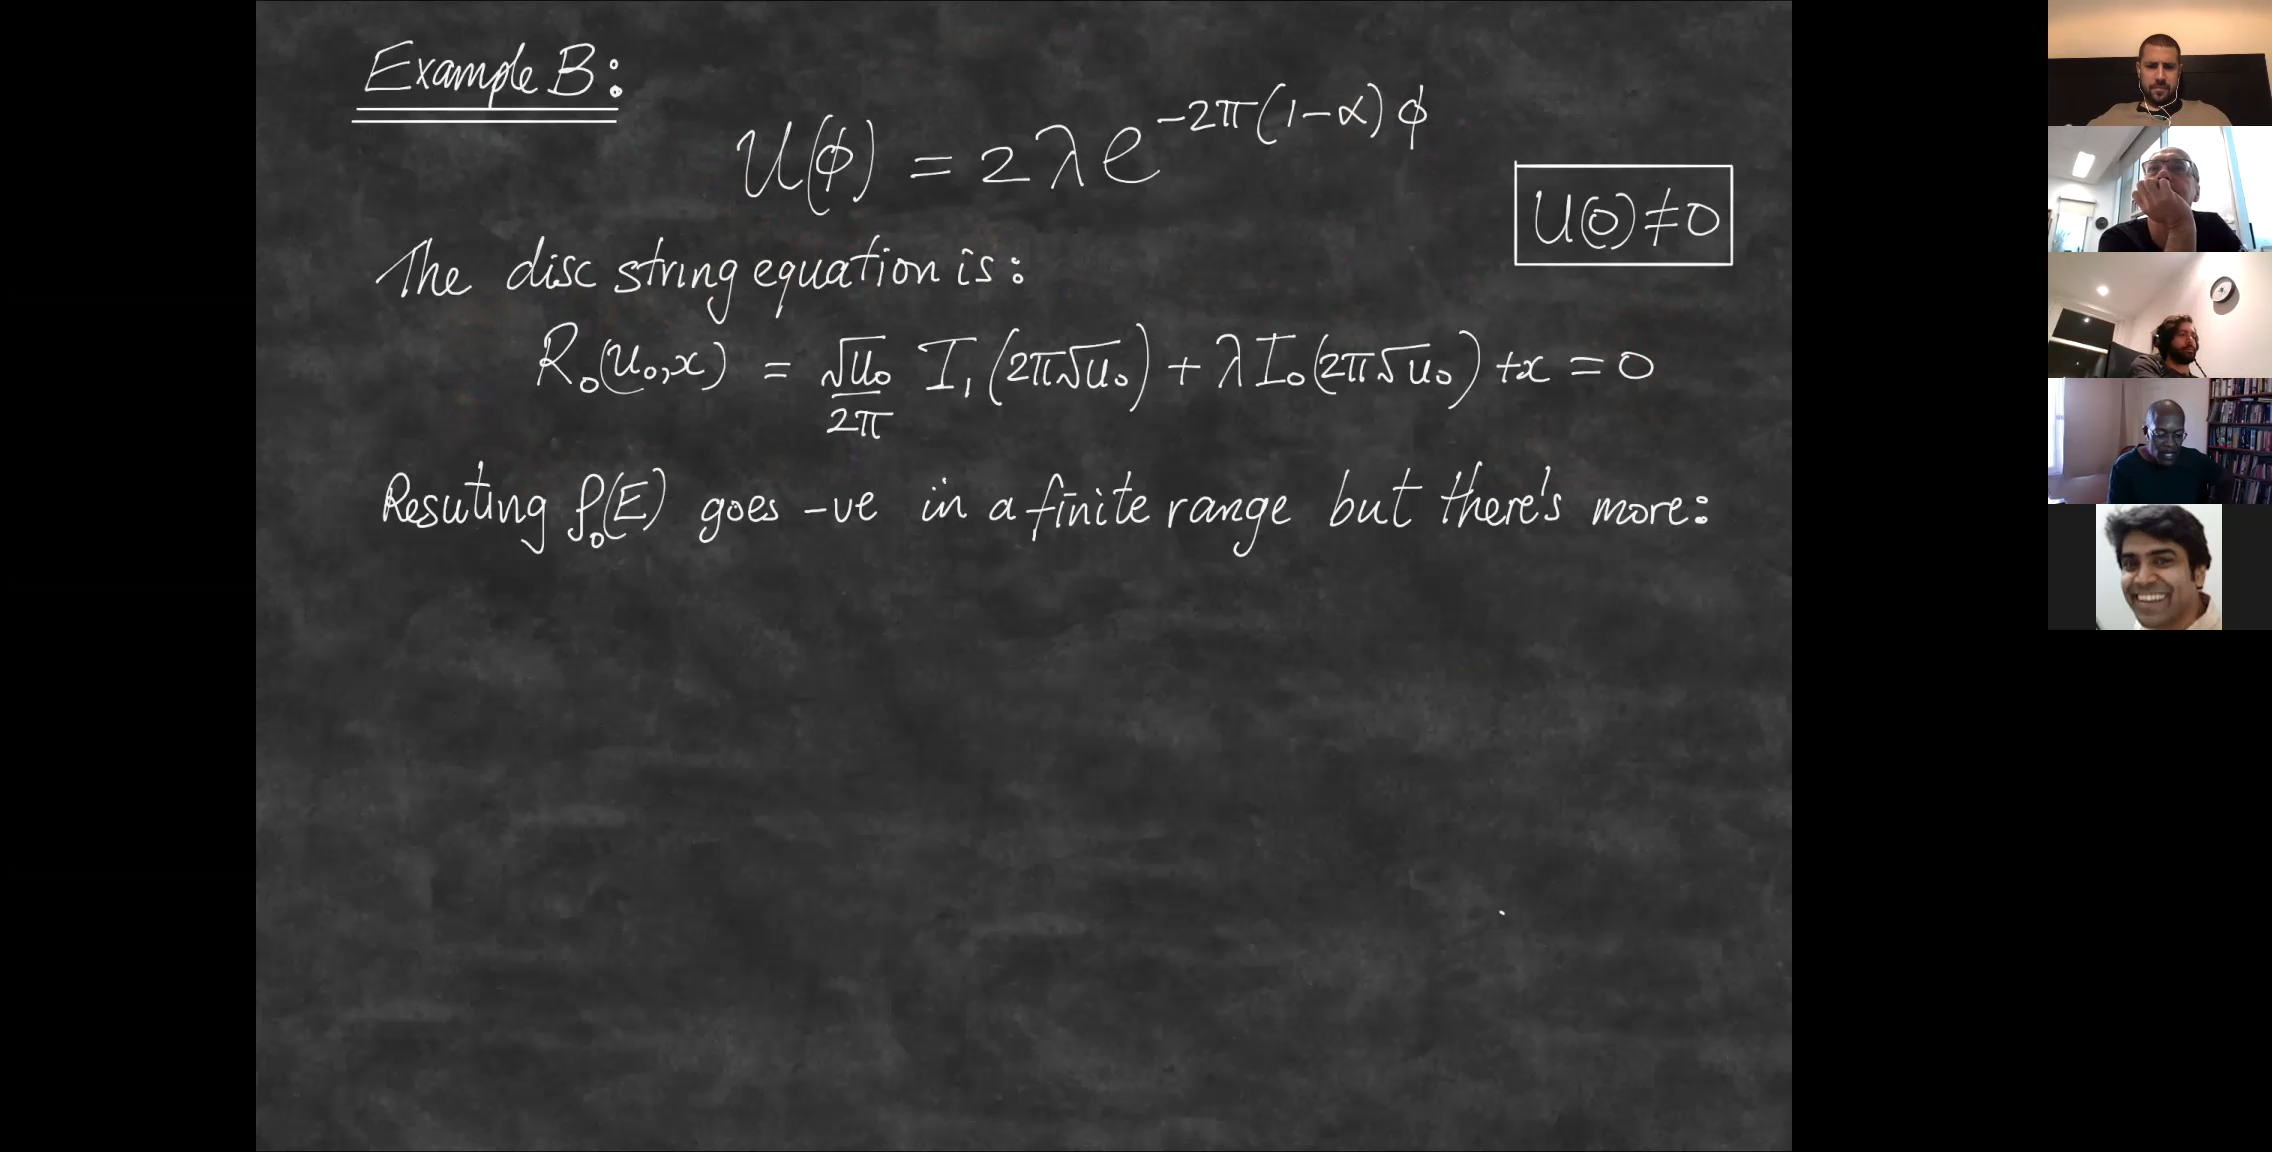 Example B:
U(φ) = 2λe^{-2π(1-α)φ}
U(0)≠0
The disc string equation is:
R₀(u₀,x) = √u₀/2π I₁(2π√u₀) + λI₀(2π√u₀) +x = 0
Resuting ρ₀(E) goes -ve in a finite range but there's more: